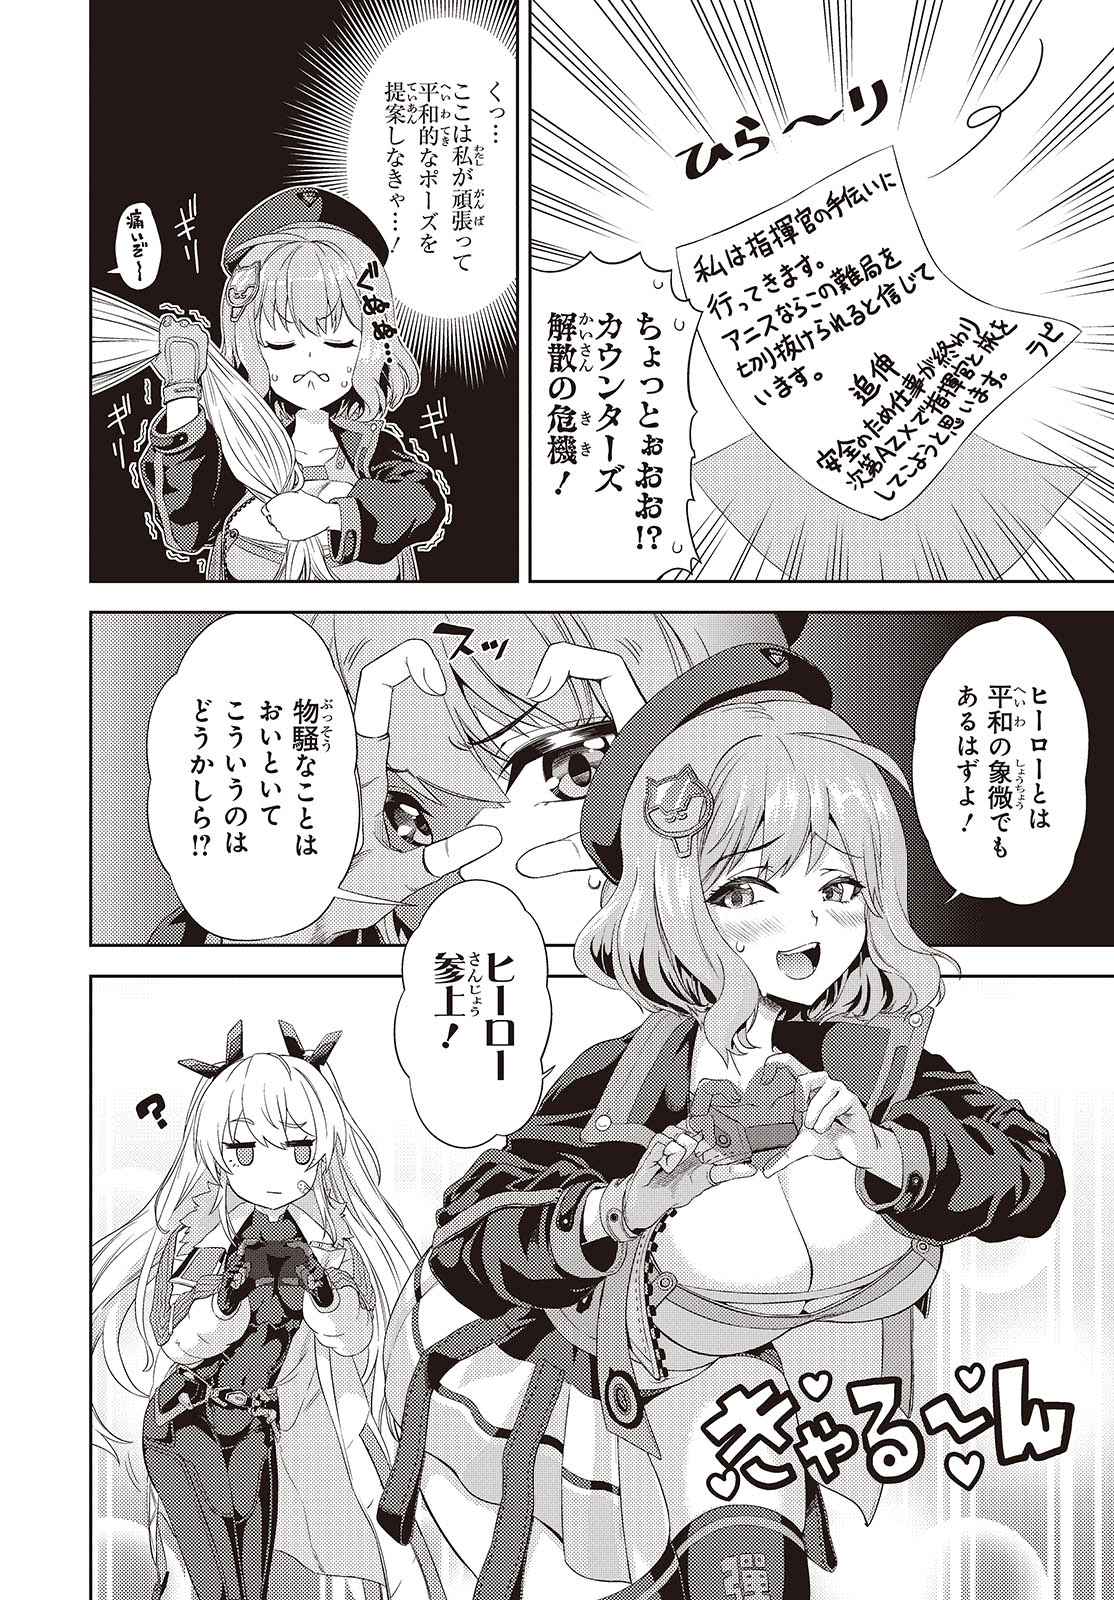 ひら〜り
私は指揮官の手伝いに
行ってきます。
アニスならこの難局を
切り抜けられると信じて
います。
追伸
安全のため仕事が終わり
次第AZXで指揮官と旅を
してこようと思います。
ラピ
ちょっとぉおお!?
カウンターズ
解散の危機！
くっ…
ここは私が頑張って
平和的なポーズを
提案しなきゃ…！
ぐぬぬ…
痛いぞ〜
ヒーローとは
平和の象徴でも
あるはずよ！
スッ
物騒なことは
おいといて
こういうのは
どうかしら!?
ヒーロー
参上！
?
きゃる〜ん